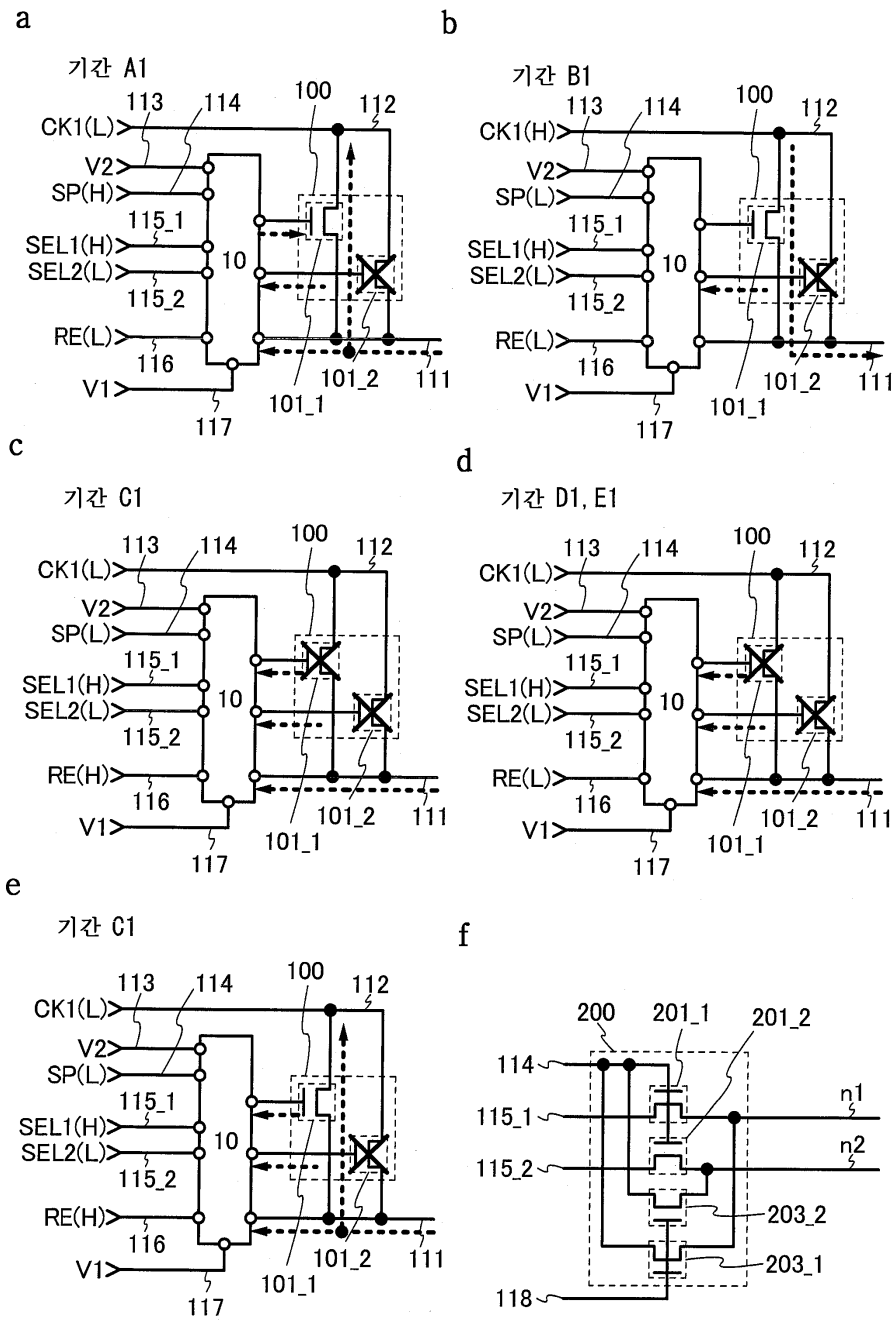 a
기간 A1
113
114
100
112
CK1(L)
V2
SP(H)
115_1
SEL1(H)
10
SEL2(L)
115_2
RE(L)
116
101_2
111
V1
101_1
117
b
기간 B1
113
114
100
112
CK1(H)
V2
SP(L)
115_1
SEL1(H)
10
SEL2(L)
115_2
RE(L)
116
101_2
111
V1
101_1
117
c
기간 C1
113
114
100
112
CK1(L)
V2
SP(L)
115_1
SEL1(H)
10
SEL2(L)
115_2
RE(H)
116
101_2
111
V1
101_1
117
d
기간 D1, E1
113
114
100
112
CK1(L)
V2
SP(L)
115_1
SEL1(H)
10
SEL2(L)
115_2
RE(L)
116
101_2
111
V1
101_1
117
e
기간 C1
113
114
100
112
CK1(L)
V2
SP(L)
115_1
SEL1(H)
10
SEL2(L)
115_2
RE(H)
116
101_2
111
V1
101_1
117
f
200
201_1
201_2
114
n1
115_1
n2
115_2
203_2
203_1
118